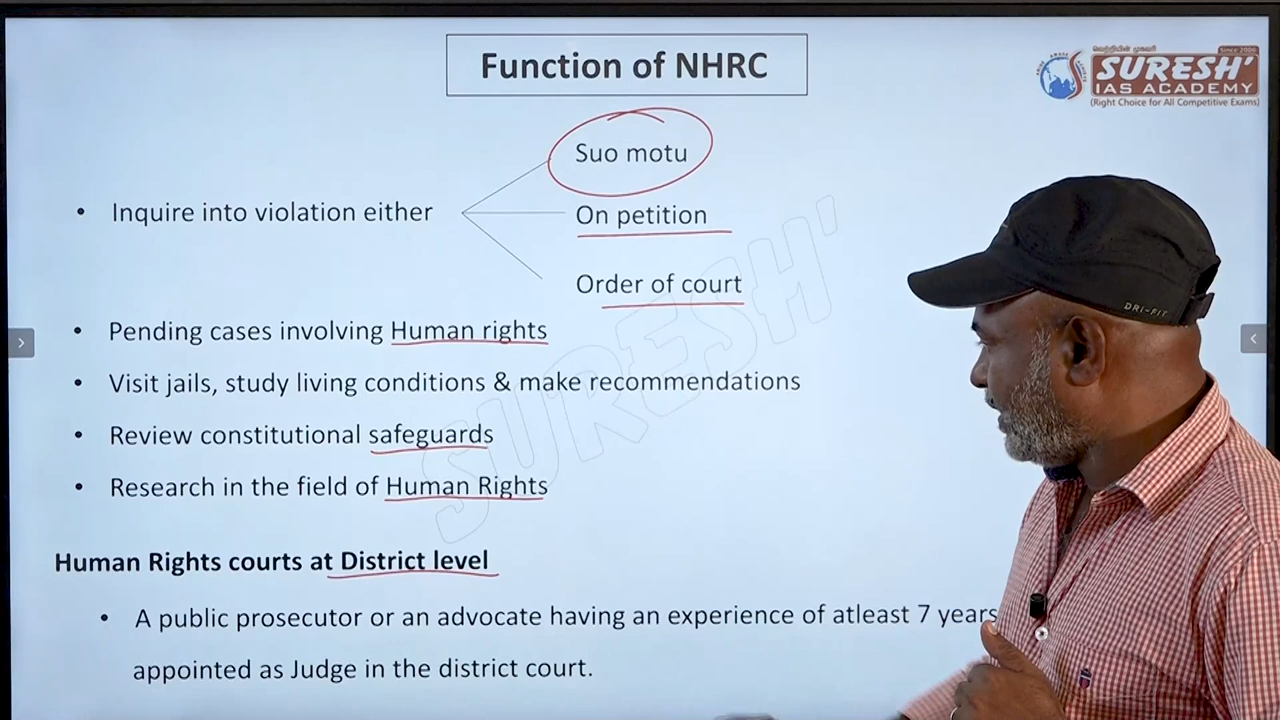 Function of NHRC
வெற்றியின் முகவரி
Since 2006
SURESH'
IAS ACADEMY
(Right Choice for All Competitive Exams)
Suo motu
• Inquire into violation either
On petition
Order of court
• Pending cases involving Human rights
• Visit jails, study living conditions & make recommendations
• Review constitutional safeguards
• Research in the field of Human Rights
Human Rights courts at District level
• A public prosecutor or an advocate having an experience of atleast 7 years
appointed as Judge in the district court.
SURESH'
DRI-FIT